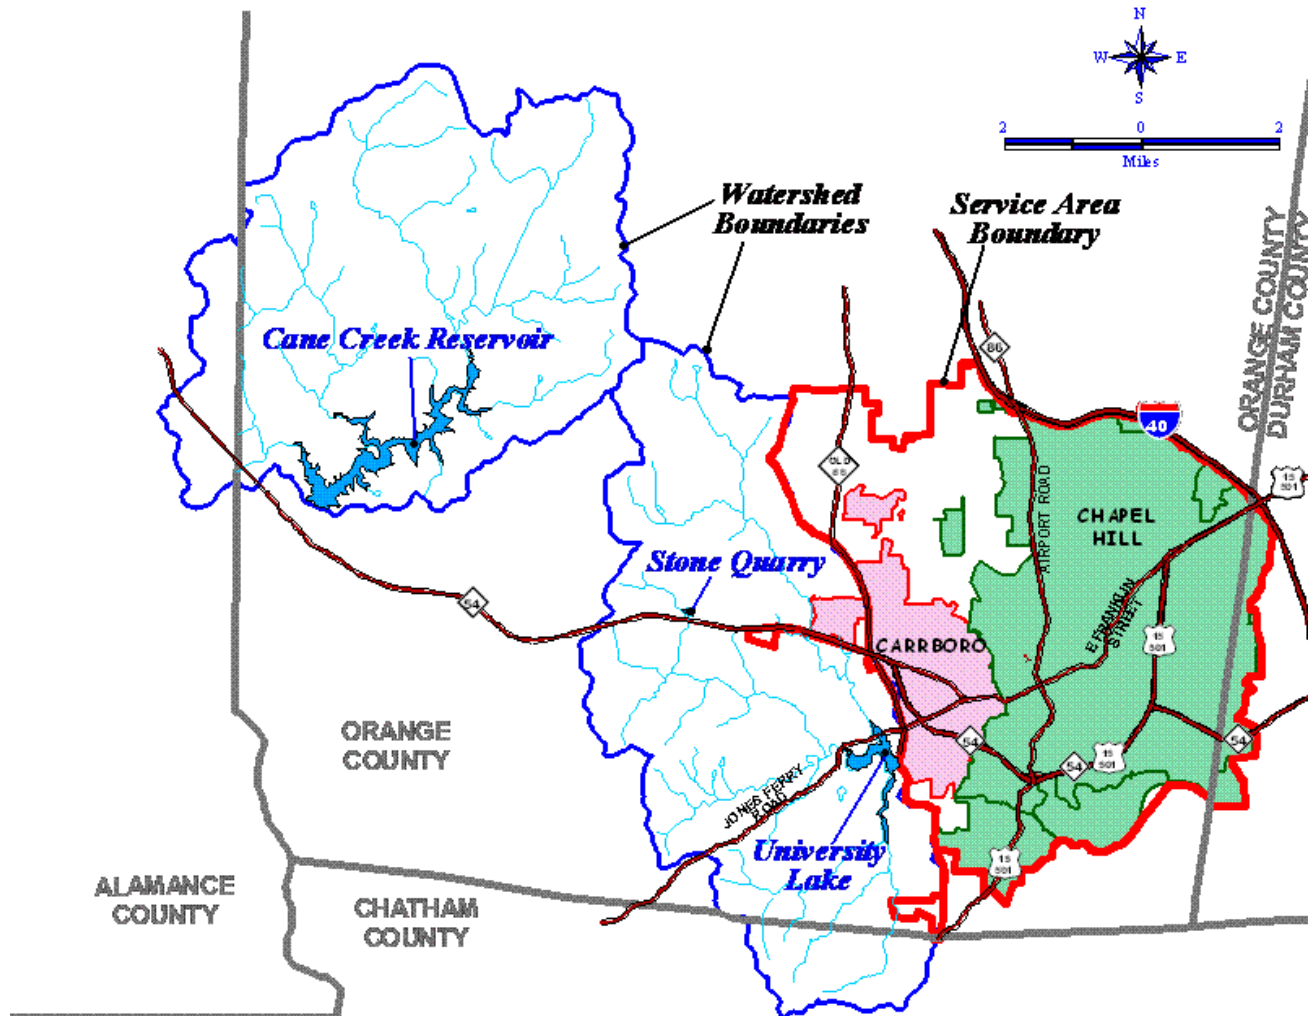 N
W E
S
2 0 2
Miles
Watershed
Boundaries
Service Area
Boundary
ORANGE COUNTY
DURHAM COUNTY
Cane Creek Reservoir
86
40
OLD
86
15
501
AIRPORT ROAD
CHAPEL
HILL
Stone Quarry
54
E FRANKLIN
STREET
15
501
CARRBORO
ORANGE
COUNTY
54
54
15
501
54
JONES FERRY
ROAD
University
Lake
15
501
ALAMANCE
COUNTY
CHATHAM
COUNTY